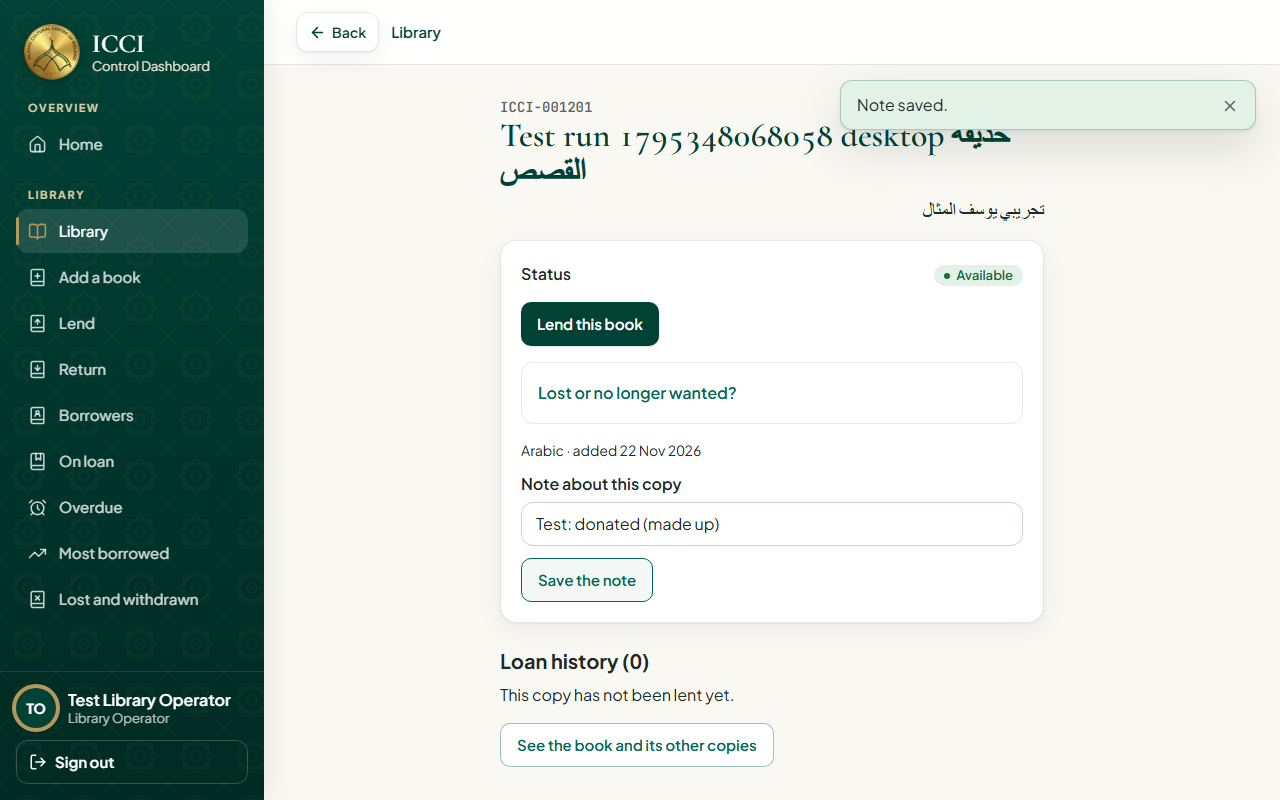 ICCI
Control Dashboard
OVERVIEW
Home
LIBRARY
Library
Add a book
Lend
Return
Borrowers
On loan
Overdue
Most borrowed
Lost and withdrawn
TO
Test Library Operator
Library Operator
Sign out
Back
Library
Note saved.
ICCI-001201
Test run 1795348068058 desktop حديقة
القصص
تجريبي يوسف المثال
Status
Available
Lend this book
Lost or no longer wanted?
Arabic · added 22 Nov 2026
Note about this copy
Test: donated (made up)
Save the note
Loan history (0)
This copy has not been lent yet.
See the book and its other copies